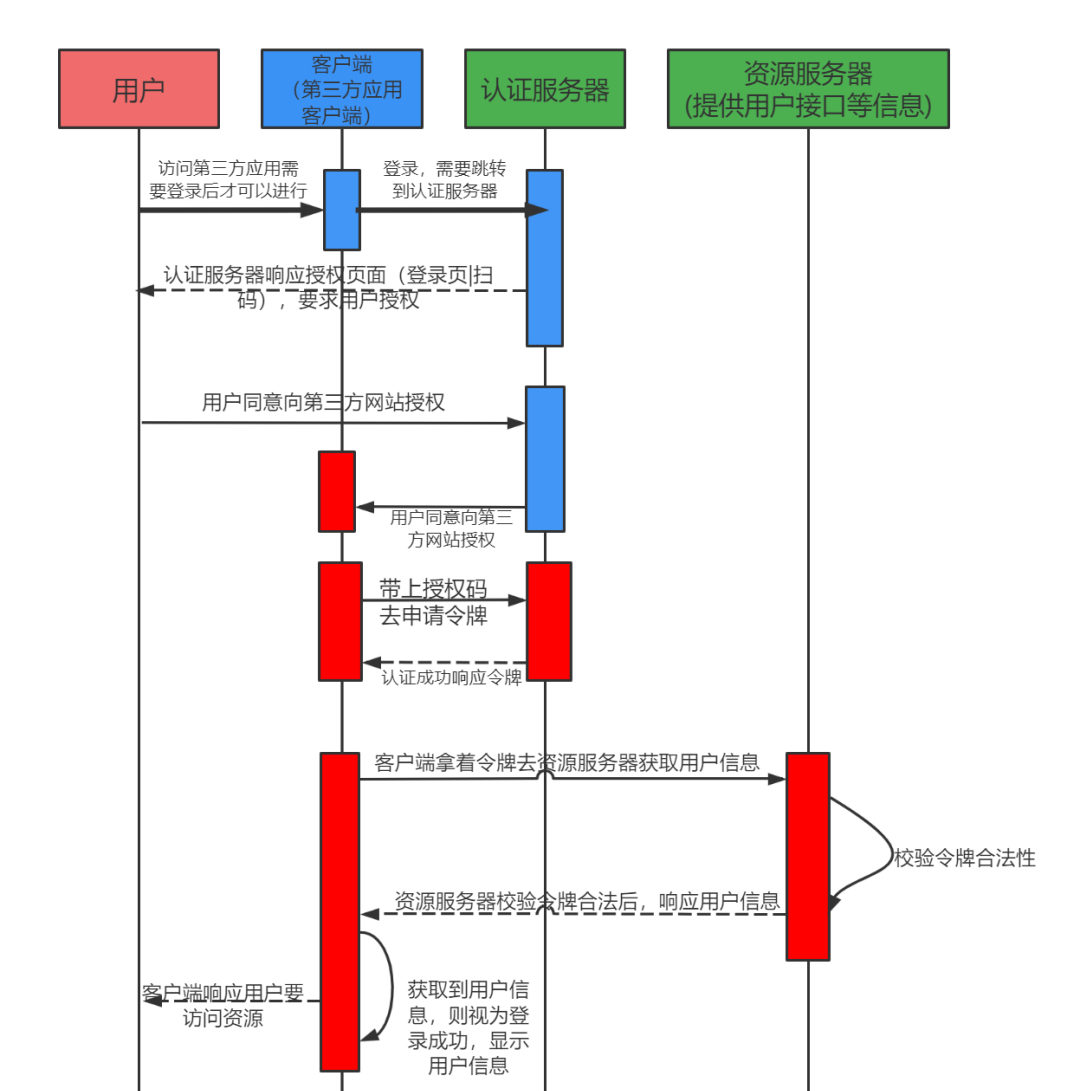 用户
客户端
（第三方应用
客户端）
认证服务器
资源服务器
(提供用户接口等信息)
访问第三方应用需
要登录后才可以进行
登录，需要跳转
到认证服务器
认证服务器响应授权页面（登录页|扫
码），要求用户授权
用户同意向第三方网站授权
用户同意向第三
方网站授权
带上授权码
去申请令牌
认证成功响应令牌
客户端拿着令牌去资源服务器获取用户信息
校验令牌合法性
资源服务器校验令牌合法后，响应用户信息
客户端响应用户要
访问资源
获取到用户信
息，则视为登
录成功，显示
用户信息